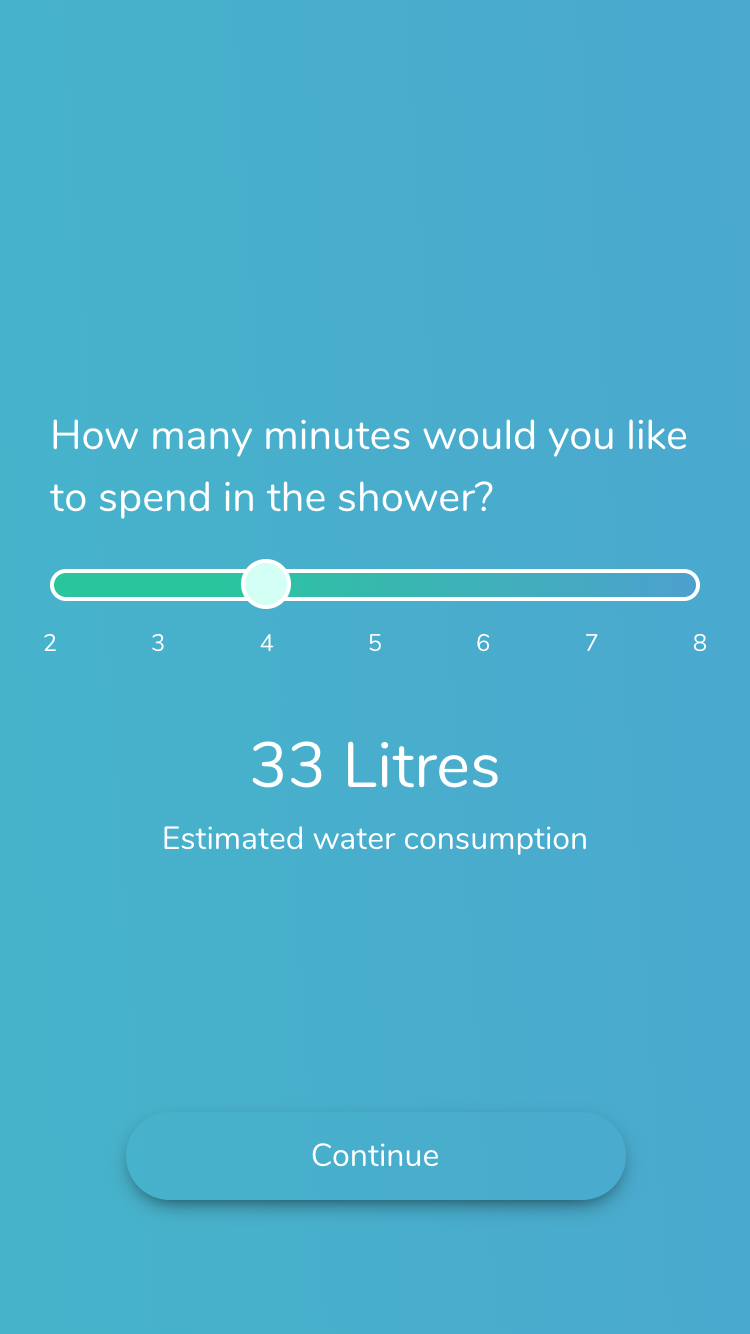 How many minutes would you like
to spend in the shower?
2 3 4 5 6 7 8
33 Litres
Estimated water consumption
Continue